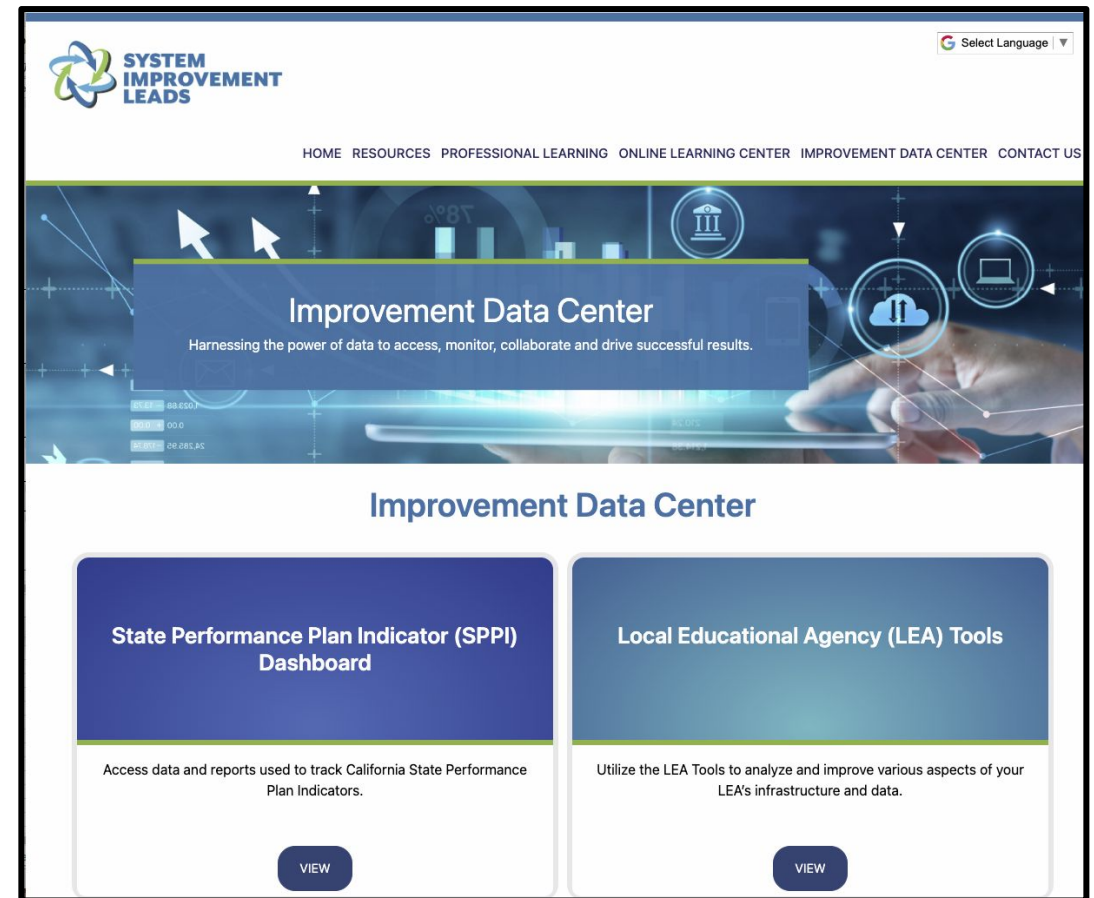 Select Language
SYSTEM
IMPROVEMENT
LEADS
HOME RESOURCES PROFESSIONAL LEARNING ONLINE LEARNING CENTER IMPROVEMENT DATA CENTER CONTACT US
78%
Improvement Data Center
Harnessing the power of data to access, monitor, collaborate and drive successful results.
Improvement Data Center
State Performance Plan Indicator (SPPI)
Dashboard
Local Educational Agency (LEA) Tools
Access data and reports used to track California State Performance
Plan Indicators.
Utilize the LEA Tools to analyze and improve various aspects of your
LEA's infrastructure and data.
VIEW
VIEW